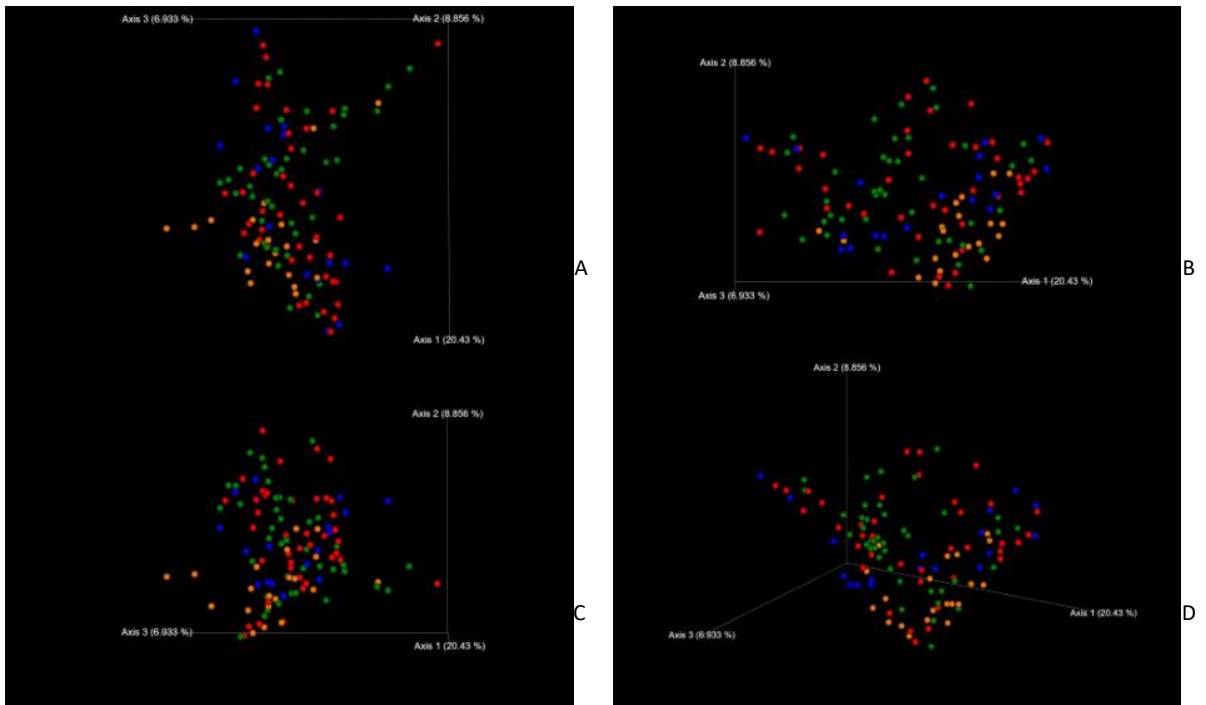 Axis 3 (6.933 %)
Axis 2 (8.856 %)
Axis 1 (20.43 %)
A
Axis 2 (8.856 %)
Axis 3 (6.933 %)
Axis 1 (20.43 %)
B
Axis 2 (8.856 %)
Axis 3 (6.933 %)
Axis 1 (20.43 %)
C
Axis 2 (8.856 %)
Axis 3 (6.933 %)
Axis 1 (20.43 %)
D